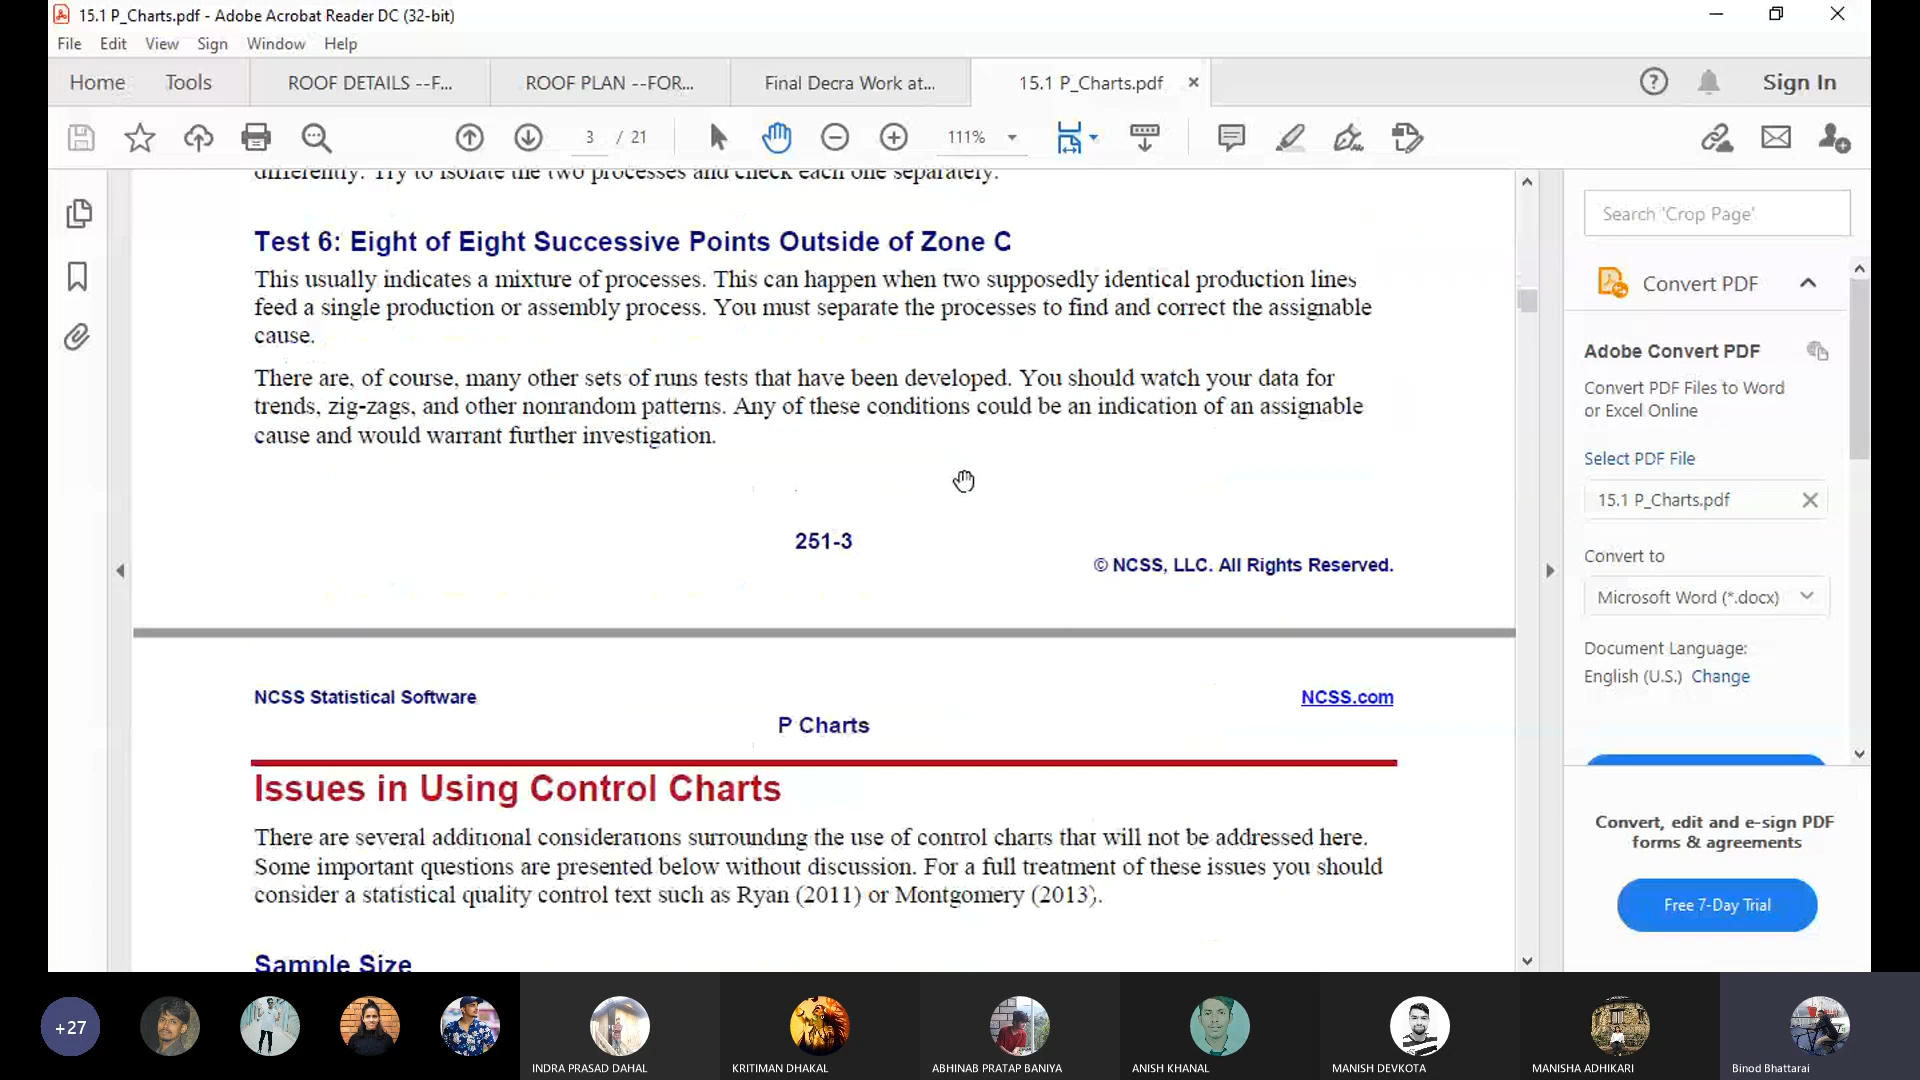 15.1 P_Charts.pdf - Adobe Acrobat Reader DC (32-bit)
File Edit View Sign Window Help
Home Tools ROOF DETAILS --F... ROOF PLAN --FOR... Final Decra Work at... 15.1 P_Charts.pdf Sign In
3 / 21 111%
differently. Try to isolate the two processes and check each one separately.
Test 6: Eight of Eight Successive Points Outside of Zone C
This usually indicates a mixture of processes. This can happen when two supposedly identical production lines
feed a single production or assembly process. You must separate the processes to find and correct the assignable
cause.
There are, of course, many other sets of runs tests that have been developed. You should watch your data for
trends, zig-zags, and other nonrandom patterns. Any of these conditions could be an indication of an assignable
cause and would warrant further investigation.
251-3
© NCSS, LLC. All Rights Reserved.
NCSS Statistical Software
NCSS.com
P Charts
Issues in Using Control Charts
There are several additional considerations surrounding the use of control charts that will not be addressed here.
Some important questions are presented below without discussion. For a full treatment of these issues you should
consider a statistical quality control text such as Ryan (2011) or Montgomery (2013).
Sample Size
Search 'Crop Page'
Convert PDF
Adobe Convert PDF
Convert PDF Files to Word
or Excel Online
Select PDF File
15.1 P_Charts.pdf
Convert to
Microsoft Word (*.docx)
Document Language:
English (U.S.) Change
Convert, edit and e-sign PDF
forms & agreements
Free 7-Day Trial
+27
INDRA PRASAD DAHAL
KRITIMAN DHAKAL
ABHINAB PRATAP BANIYA
ANISH KHANAL
MANISH DEVKOTA
MANISHA ADHIKARI
Binod Bhattarai